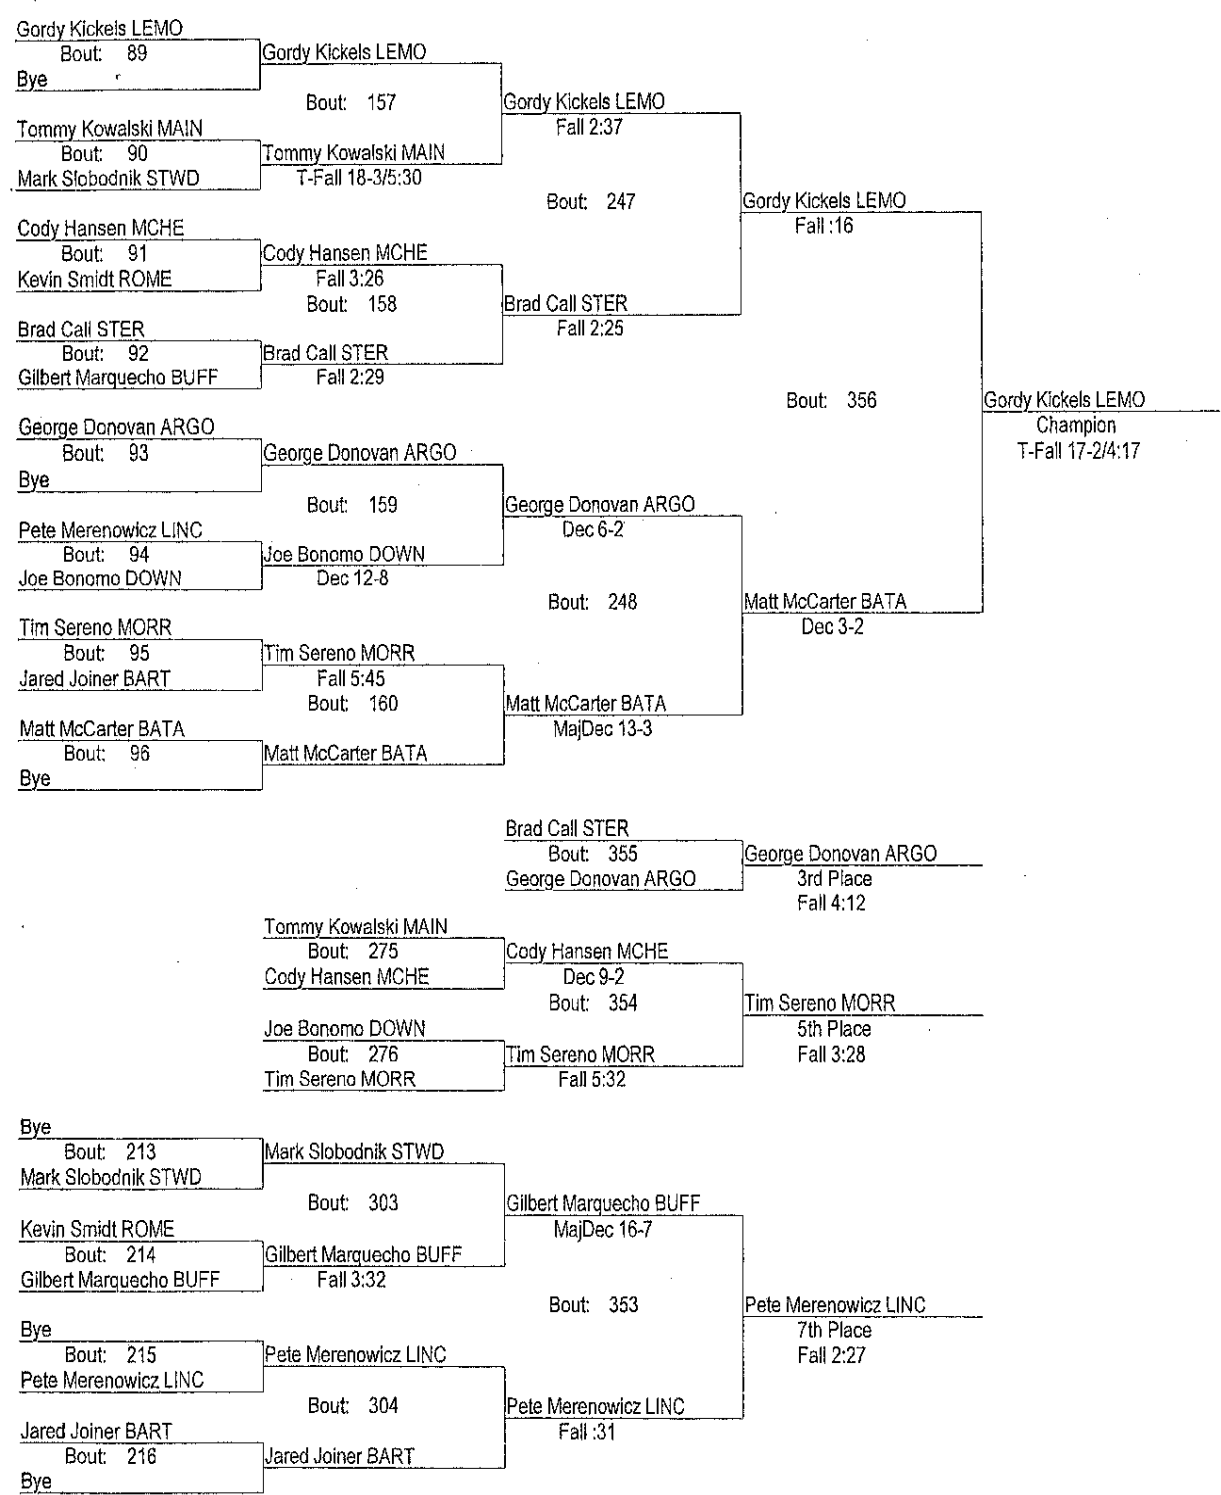 Gordy Kickels LEMO
Bout: 89
Bye
Gordy Kickels LEMO
Bout: 157
Tommy Kowalski MAIN
Bout: 90
Mark Slobodnik STWD
Tommy Kowalski MAIN
T-Fall 18-3/5:30
Gordy Kickels LEMO
Fall 2:37
Bout: 247
Cody Hansen MCHE
Bout: 91
Kevin Smidt ROME
Cody Hansen MCHE
Fall 3:26
Bout: 158
Brad Call STER
Bout: 92
Gilbert Marquecho BUFF
Brad Call STER
Fall 2:29
Brad Call STER
Fall 2:25
Gordy Kickels LEMO
Fall :16
Bout: 356
George Donovan ARGO
Bout: 93
Bye
George Donovan ARGO
Bout: 159
Pete Merenowicz LINC
Bout: 94
Joe Bonomo DOWN
Joe Bonomo DOWN
Dec 12-8
George Donovan ARGO
Dec 6-2
Bout: 248
Tim Sereno MORR
Bout: 95
Jared Joiner BART
Tim Sereno MORR
Fall 5:45
Bout: 160
Matt McCarter BATA
Bout: 96
Bye
Matt McCarter BATA
Matt McCarter BATA
MajDec 13-3
Matt McCarter BATA
Dec 3-2
Gordy Kickels LEMO
Champion
T-Fall 17-2/4:17
Brad Call STER
Bout: 355
George Donovan ARGO
George Donovan ARGO
3rd Place
Fall 4:12
Tommy Kowalski MAIN
Bout: 275
Cody Hansen MCHE
Cody Hansen MCHE
Dec 9-2
Bout: 354
Joe Bonomo DOWN
Bout: 276
Tim Sereno MORR
Tim Sereno MORR
Fall 5:32
Tim Sereno MORR
5th Place
Fall 3:28
Bye
Bout: 213
Mark Slobodnik STWD
Mark Slobodnik STWD
Bout: 303
Kevin Smidt ROME
Bout: 214
Gilbert Marquecho BUFF
Gilbert Marquecho BUFF
Fall 3:32
Gilbert Marquecho BUFF
MajDec 16-7
Bout: 353
Bye
Bout: 215
Pete Merenowicz LINC
Pete Merenowicz LINC
Bout: 304
Jared Joiner BART
Bout: 216
Bye
Jared Joiner BART
Pete Merenowicz LINC
Fall :31
Pete Merenowicz LINC
7th Place
Fall 2:27